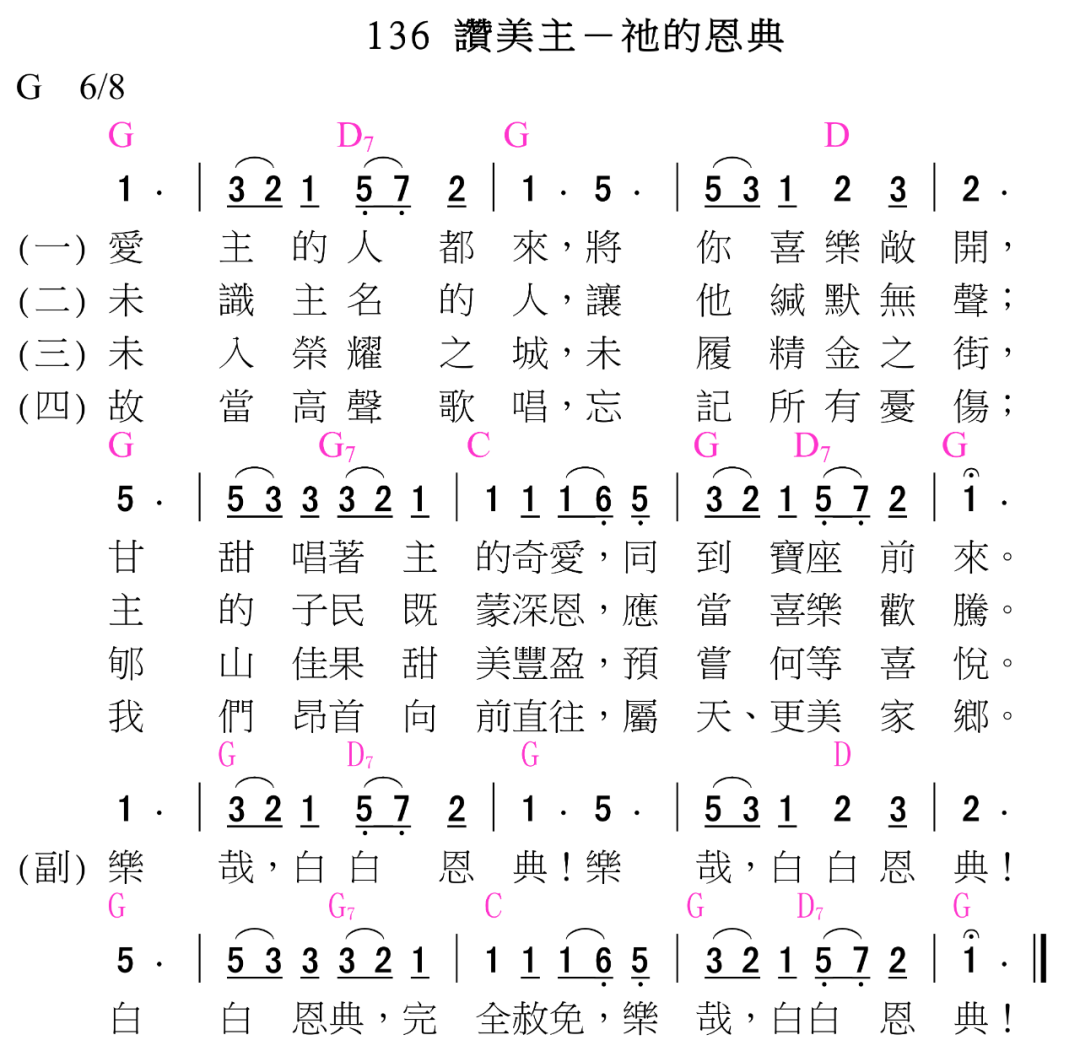 136 讚美主－祂的恩典
G 6/8
G D7 G D
1 · | 3 2 1 5 7 2 | 1 · 5 · | 5 3 1 2 3 | 2 ·
(一) 愛 主 的 人 都 來，將 你 喜 樂 敞 開，
(二) 未 識 主 名 的 人，讓 他 緘 默 無 聲；
(三) 未 入 榮 耀 之 城，未 履 精 金 之 街，
(四) 故 當 高 聲 歌 唱，忘 記 所 有 憂 傷；
G G7 C G D7 G
5 · | 5 3 3 3 2 1 | 1 1 1 6 5 | 3 2 1 5 7 2 | 1 ·
甘 甜 唱著 主 的奇愛，同 到 寶座 前 來。
主 的 子民 既 蒙深恩，應 當 喜樂 歡 騰。
郇 山 佳果 甜 美豐盈，預 嘗 何等 喜 悅。
我 們 昂首 向 前直往，屬 天、更美 家 鄉。
G D7 G D
1 · | 3 2 1 5 7 2 | 1 · 5 · | 5 3 1 2 3 | 2 ·
(副) 樂 哉，白 白 恩 典！樂 哉，白 白 恩 典！
G G7 C G D7 G
5 · | 5 3 3 3 2 1 | 1 1 1 6 5 | 3 2 1 5 7 2 | 1 · ‖
白 白 恩典，完 全赦免，樂 哉，白白 恩 典！